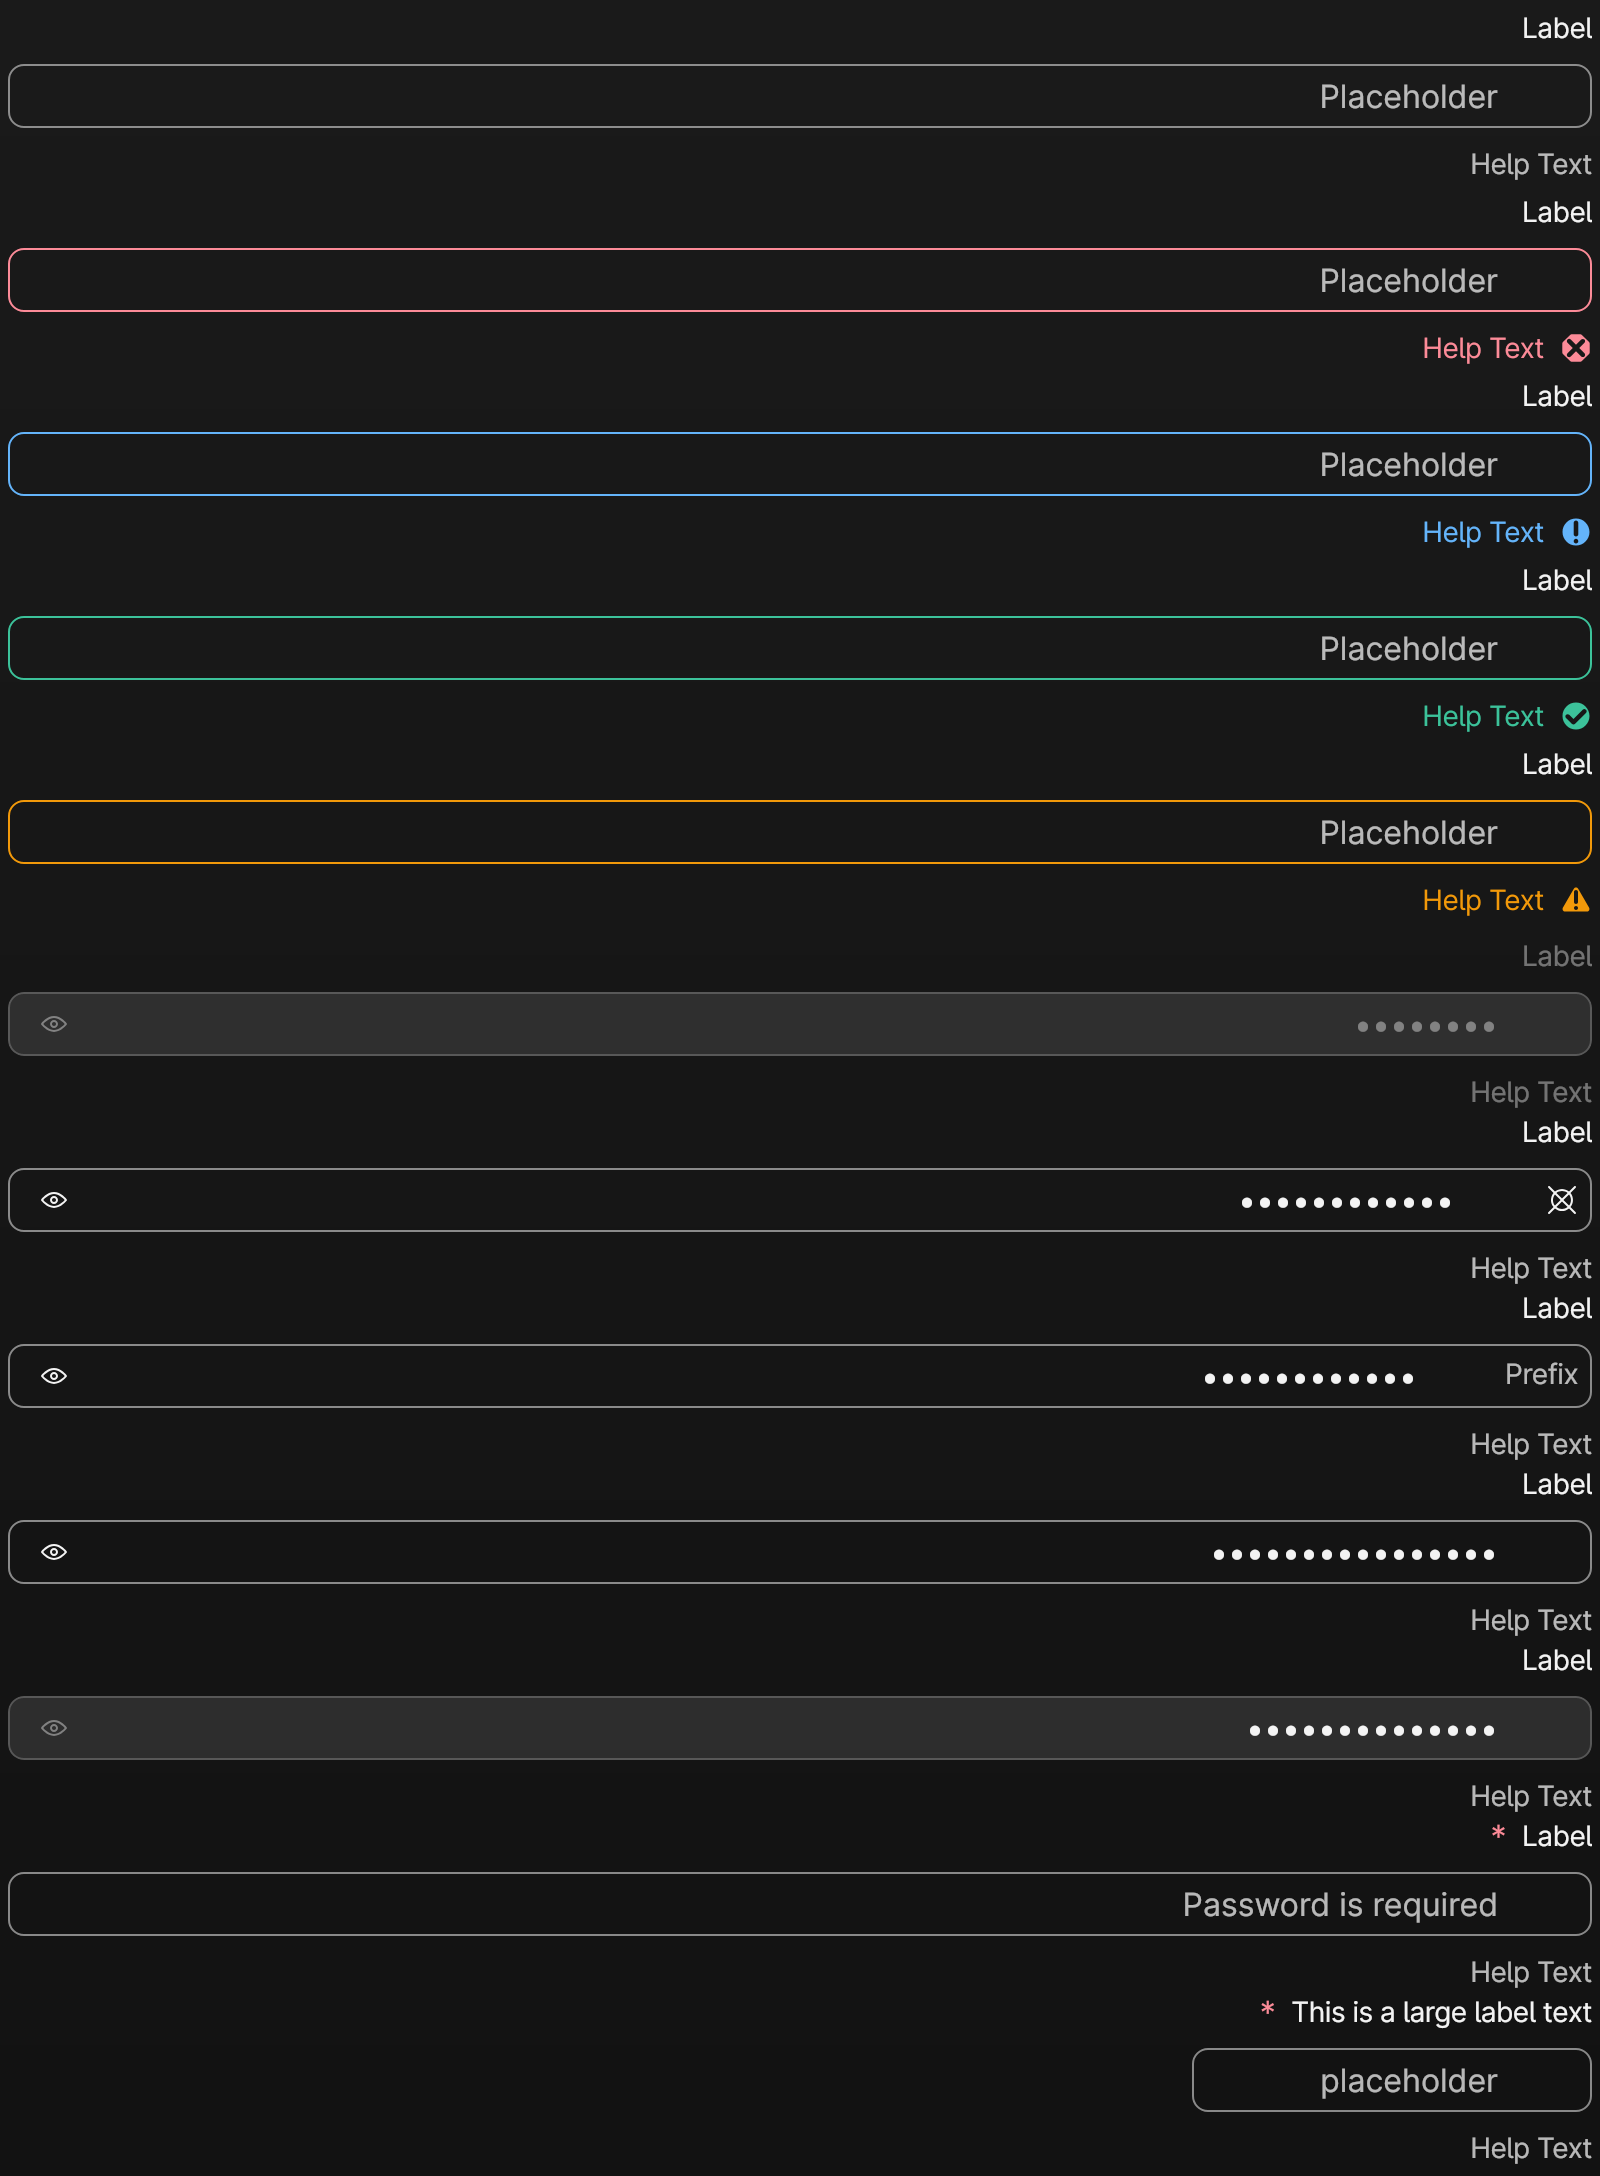 Label
Placeholder
Help Text
Label
Placeholder
Help Text
Label
Placeholder
Help Text
Label
Placeholder
Help Text
Label
Placeholder
Help Text
Label
••••••••
Help Text
Label
••••••••••••
Help Text
Label
Prefix ••••••••••••
Help Text
Label
••••••••••••••••
Help Text
Label
••••••••••••••
Help Text
Label *
Password is required
Help Text
This is a large label text *
placeholder
Help Text